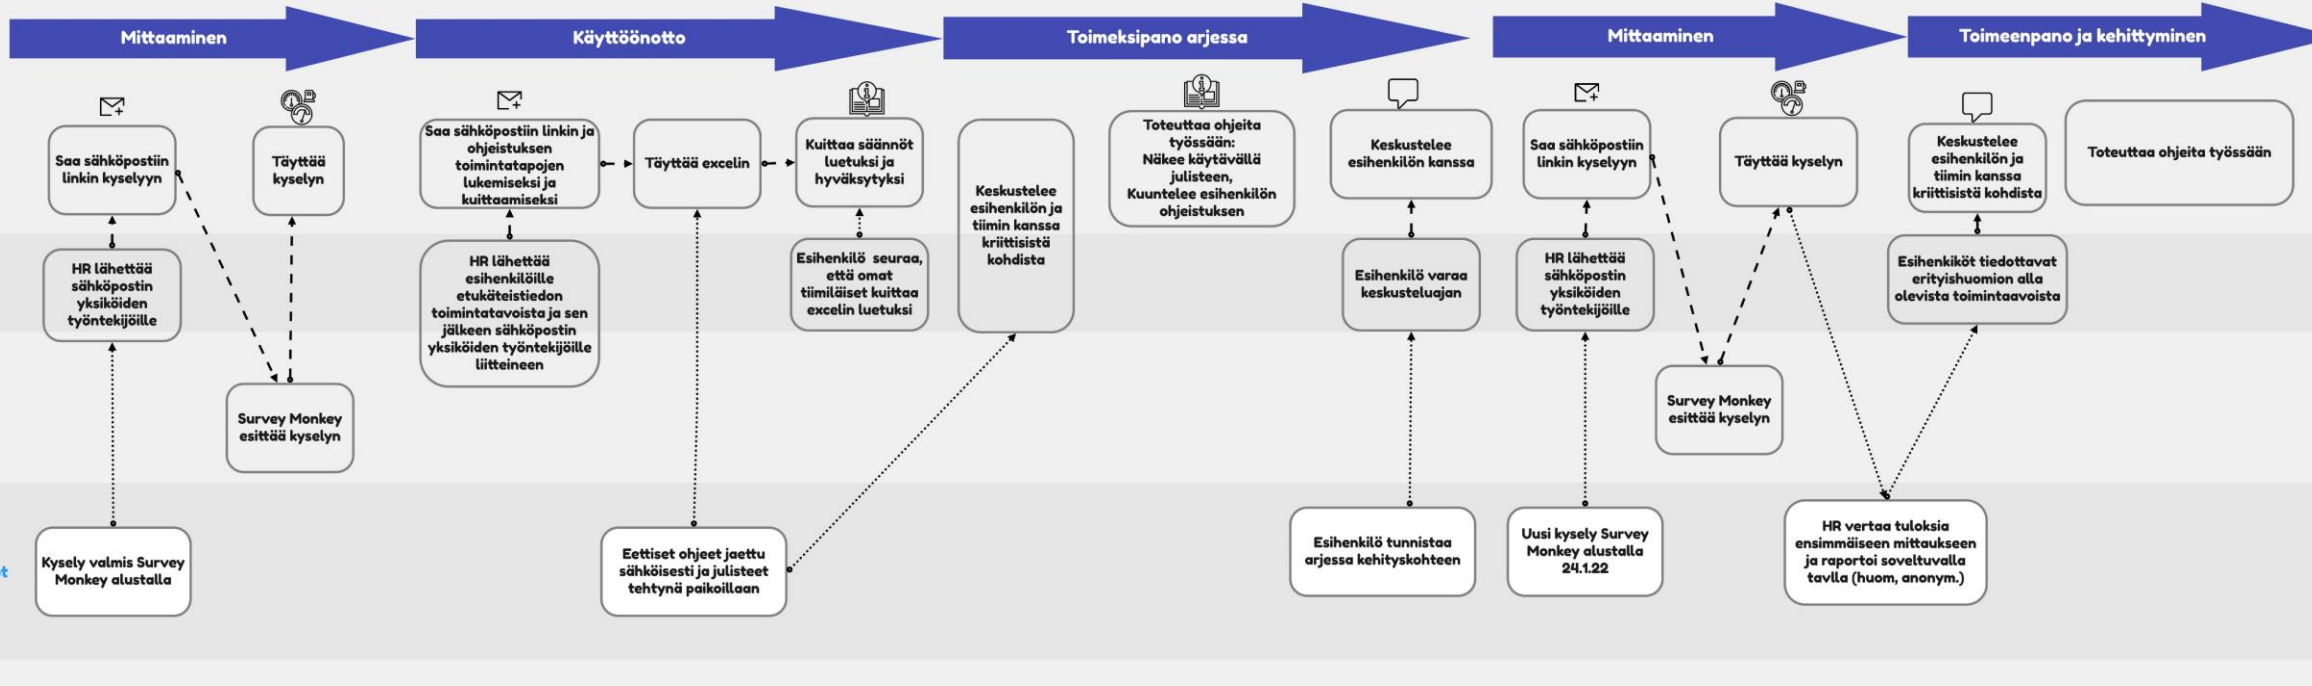 Mittaaminen
Käyttöönotto
Toimeksipano arjessa
Mittaaminen
Toimeenpano ja kehittyminen
Saa sähköpostiin
linkin kyselyyn
Täyttää
kyselyn
Saa sähköpostiin linkin ja
ohjeistuksen
toimintatapojen
lukemiseksi ja
kuittaamiseksi
Täyttää excelin
Kuittaa säännöt
luetuksi ja
hyväksytyksi
Keskustelee
esihenkilön ja
tiimin kanssa
kriittisistä
kohdista
Toteuttaa ohjeita
työssään:
Näkee käytävällä
julisteen,
Kuuntelee esihenkilön
ohjeistuksen
Keskustelee
esihenkilön kanssa
Saa sähköpostiin
linkin kyselyyn
Täyttää kyselyn
Keskustelee
esihenkilön ja
tiimin kanssa
kriittisistä kohdista
Toteuttaa ohjeita työssään
HR lähettää
sähköpostin
yksiköiden
työntekijöille
HR lähettää
esihenkilöille
etukäteistiedon
toimintatavoista ja sen
jälkeen sähköpostin
yksiköiden työntekijöille
liitteineen
Esihenkilö seuraa,
että omat
tiimiläiset kuittaa
excelin luetuksi
Esihenkilö varaa
keskusteluajan
HR lähettää
sähköpostin
yksiköiden
työntekijöille
Esihenkiköt tiedottavat
erityishuomion alla
olevista toimintaavoista
Survey Monkey
esittää kyselyn
Survey Monkey
esittää kyselyn
Kysely valmis Survey
Monkey alustalla
Eettiset ohjeet jaettu
sähköisesti ja julisteet
tehtynä paikoillaan
Esihenkilö tunnistaa
arjessa kehityskohteen
Uusi kysely Survey
Monkey alustalla
24.1.22
HR vertaa tuloksia
ensimmäiseen mittaukseen
ja raportoi soveltuvalla
tavlla (huom, anonym.)